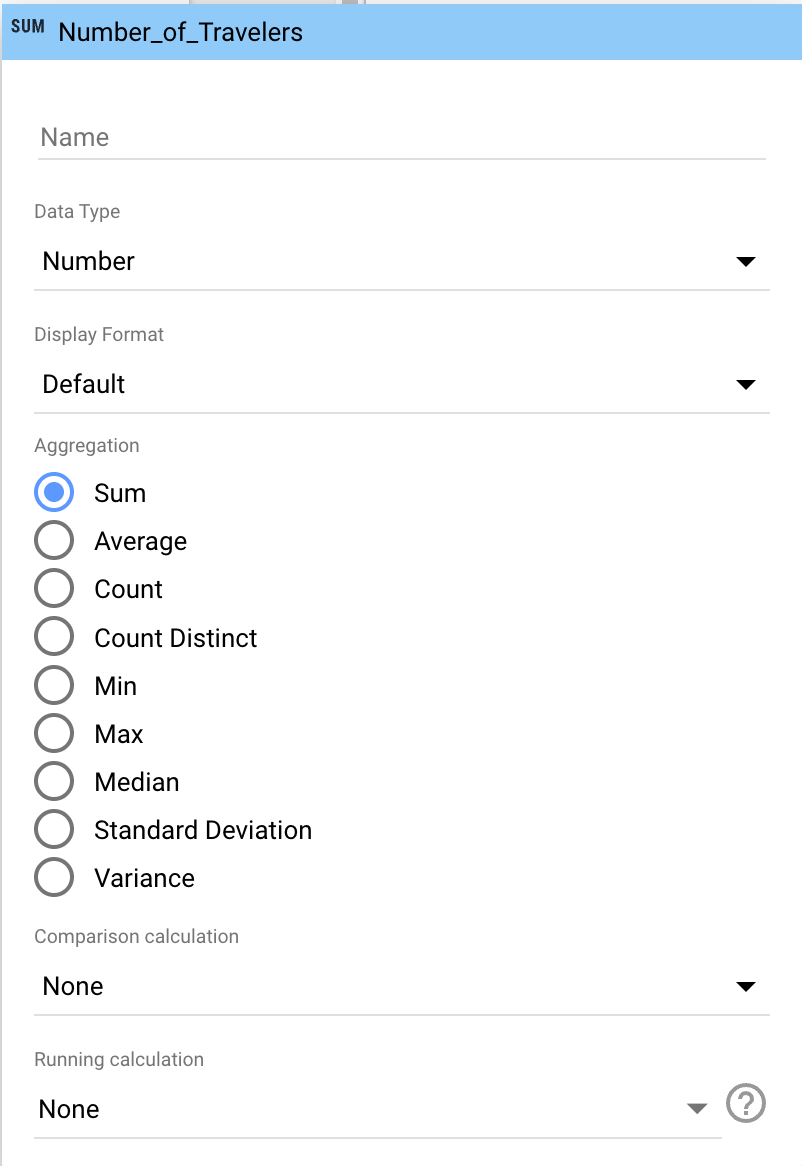 SUM Number_of_Travelers
Name
Data Type
Number
Display Format
Default
Aggregation
Sum
Average
Count
Count Distinct
Min
Max
Median
Standard Deviation
Variance
Comparison calculation
None
Running calculation
None ?